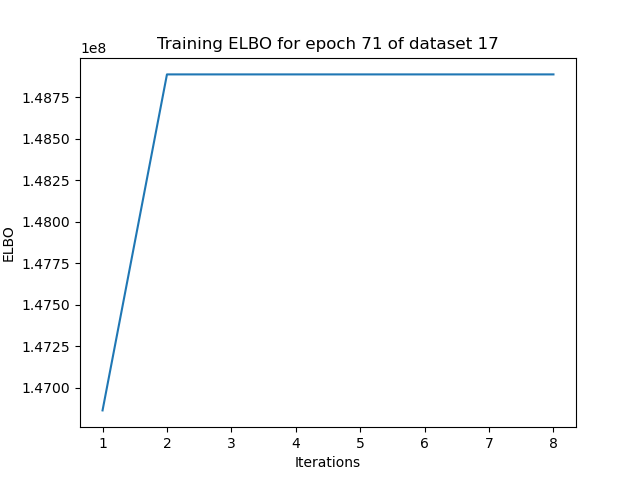 Training ELBO for epoch 71 of dataset 17
1e8
1.4875
1.4850
1.4825
1.4800
1.4775
1.4750
1.4725
1.4700
ELBO
1 2 3 4 5 6 7 8
Iterations